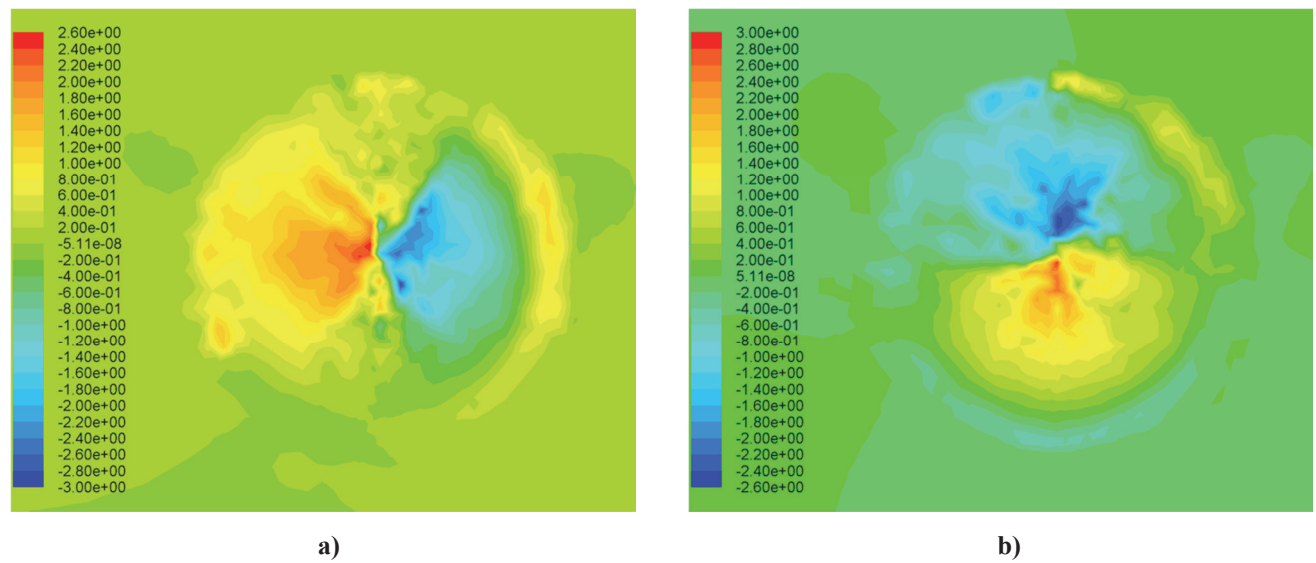 2.60e+00
2.40e+00
2.20e+00
2.00e+00
1.80e+00
1.60e+00
1.40e+00
1.20e+00
1.00e+00
8.00e-01
6.00e-01
4.00e-01
2.00e-01
-5.11e-08
-2.00e-01
-4.00e-01
-6.00e-01
-8.00e-01
-1.00e+00
-1.20e+00
-1.40e+00
-1.60e+00
-1.80e+00
-2.00e+00
-2.20e+00
-2.40e+00
-2.60e+00
-2.80e+00
-3.00e+00
a)
3.00e+00
2.80e+00
2.60e+00
2.40e+00
2.20e+00
2.00e+00
1.80e+00
1.60e+00
1.40e+00
1.20e+00
1.00e+00
8.00e-01
6.00e-01
4.00e-01
2.00e-01
5.11e-08
-2.00e-01
-4.00e-01
-6.00e-01
-8.00e-01
-1.00e+00
-1.20e+00
-1.40e+00
-1.60e+00
-1.80e+00
-2.00e+00
-2.20e+00
-2.40e+00
-2.60e+00
b)